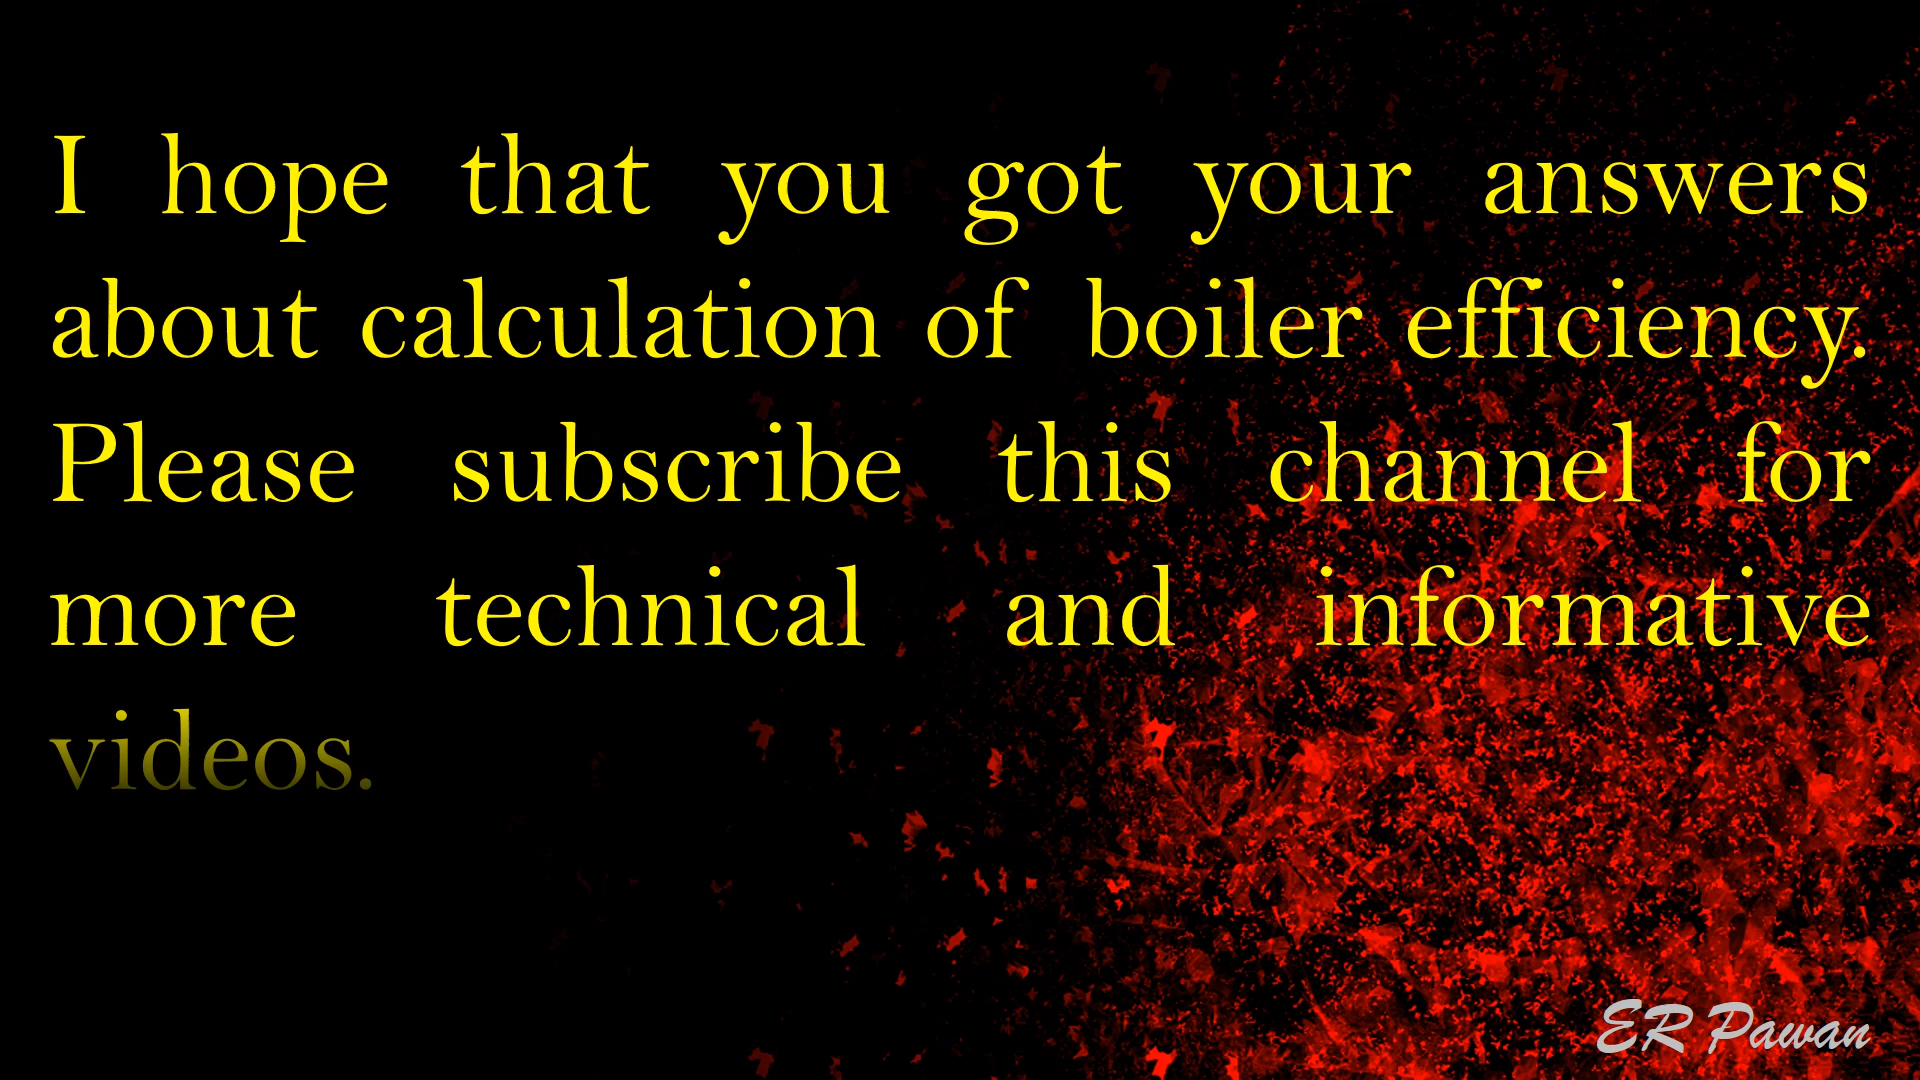 I hope that you got your answers
about calculation of boiler efficiency.
Please subscribe this channel for
more technical and informative
videos.
ER Pawan